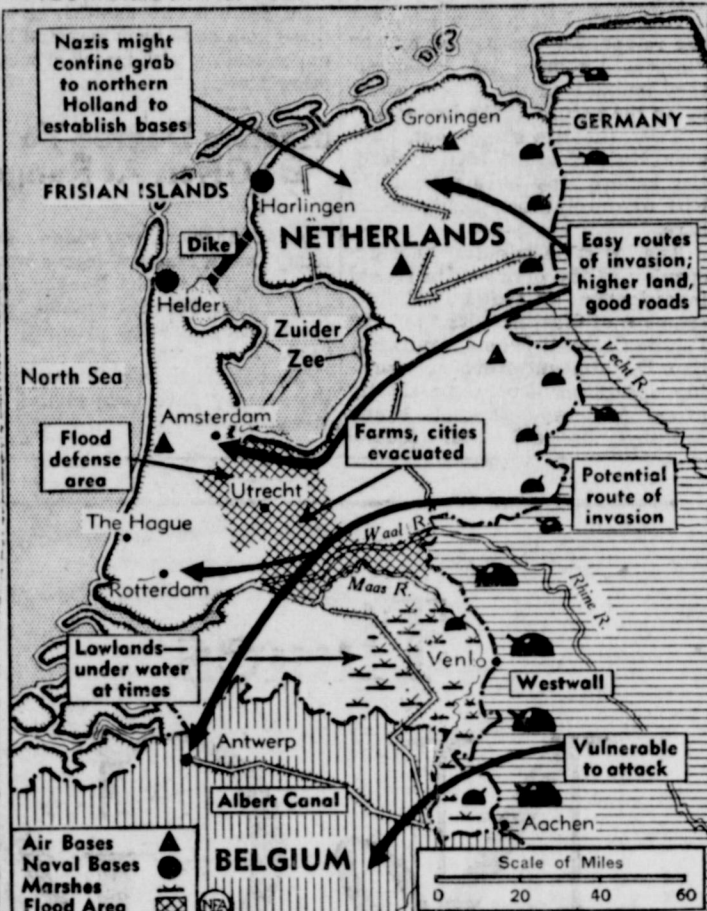 Nazis might
confine grab
to northern
Holland to
establish bases
Groningen
GERMANY
FRISIAN ISLANDS
Harlingen
Dike
NETHERLANDS
Easy routes
of invasion;
higher land,
good roads
Helder
Zuider
Zee
Vecht R.
North Sea
Amsterdam
Flood
defense
area
Farms, cities
evacuated
Utrecht
Potential
route of
invasion
The Hague
Waal R.
Rotterdam
Maas R.
Rhine R.
Lowlands—
under water
at times
Venlo
Westwall
Antwerp
Vulnerable
to attack
Albert Canal
Aachen
BELGIUM
Air Bases
Naval Bases
Marshes
Flood Area
NEA
Scale of Miles
0 20 40 60